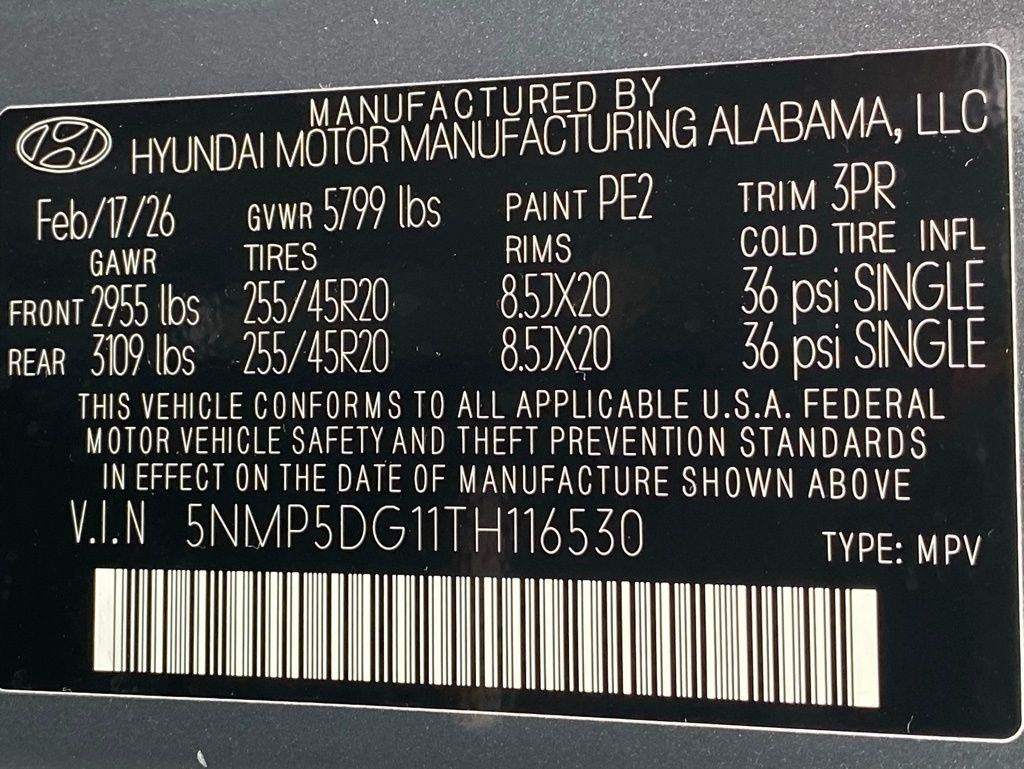 MANUFACTURED BY
HYUNDAI MOTOR MANUFACTURING ALABAMA, LLC
Feb/17/26 GVWR 5799 lbs PAINT PE2 TRIM 3PR
GAWR TIRES RIMS COLD TIRE INFL
FRONT 2955 lbs 255/45R20 8.5JX20 36 psi SINGLE
REAR 3109 lbs 255/45R20 8.5JX20 36 psi SINGLE
THIS VEHICLE CONFORMS TO ALL APPLICABLE U.S.A. FEDERAL
MOTOR VEHICLE SAFETY AND THEFT PREVENTION STANDARDS
IN EFFECT ON THE DATE OF MANUFACTURE SHOWN ABOVE
V.I.N 5NMP5DG11TH116530 TYPE: MPV